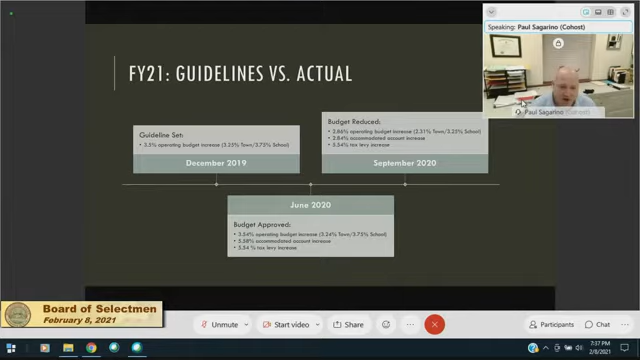 Speaking: Paul Sagarino (Cohost)
Paul Sagarino (Cohost)
FY21: GUIDELINES VS. ACTUAL
Guideline Set:
• 3.5% operating budget increase (3.25% Town/3.75% School)
December 2019
Budget Reduced:
• 2.86% operating budget increase (2.31% Town/3.25% School)
• 2.84% accommodated account increase
• 5.54% tax levy increase
September 2020
June 2020
Budget Approved:
• 3.54% operating budget increase (3.24% Town/3.75% School)
• 5.58% accommodated account increase
• 5.54 % tax levy increase
Board of Selectmen
February 8, 2021
Unmute
Start video
Share
Participants
Chat
7:37 PM
2/8/2021